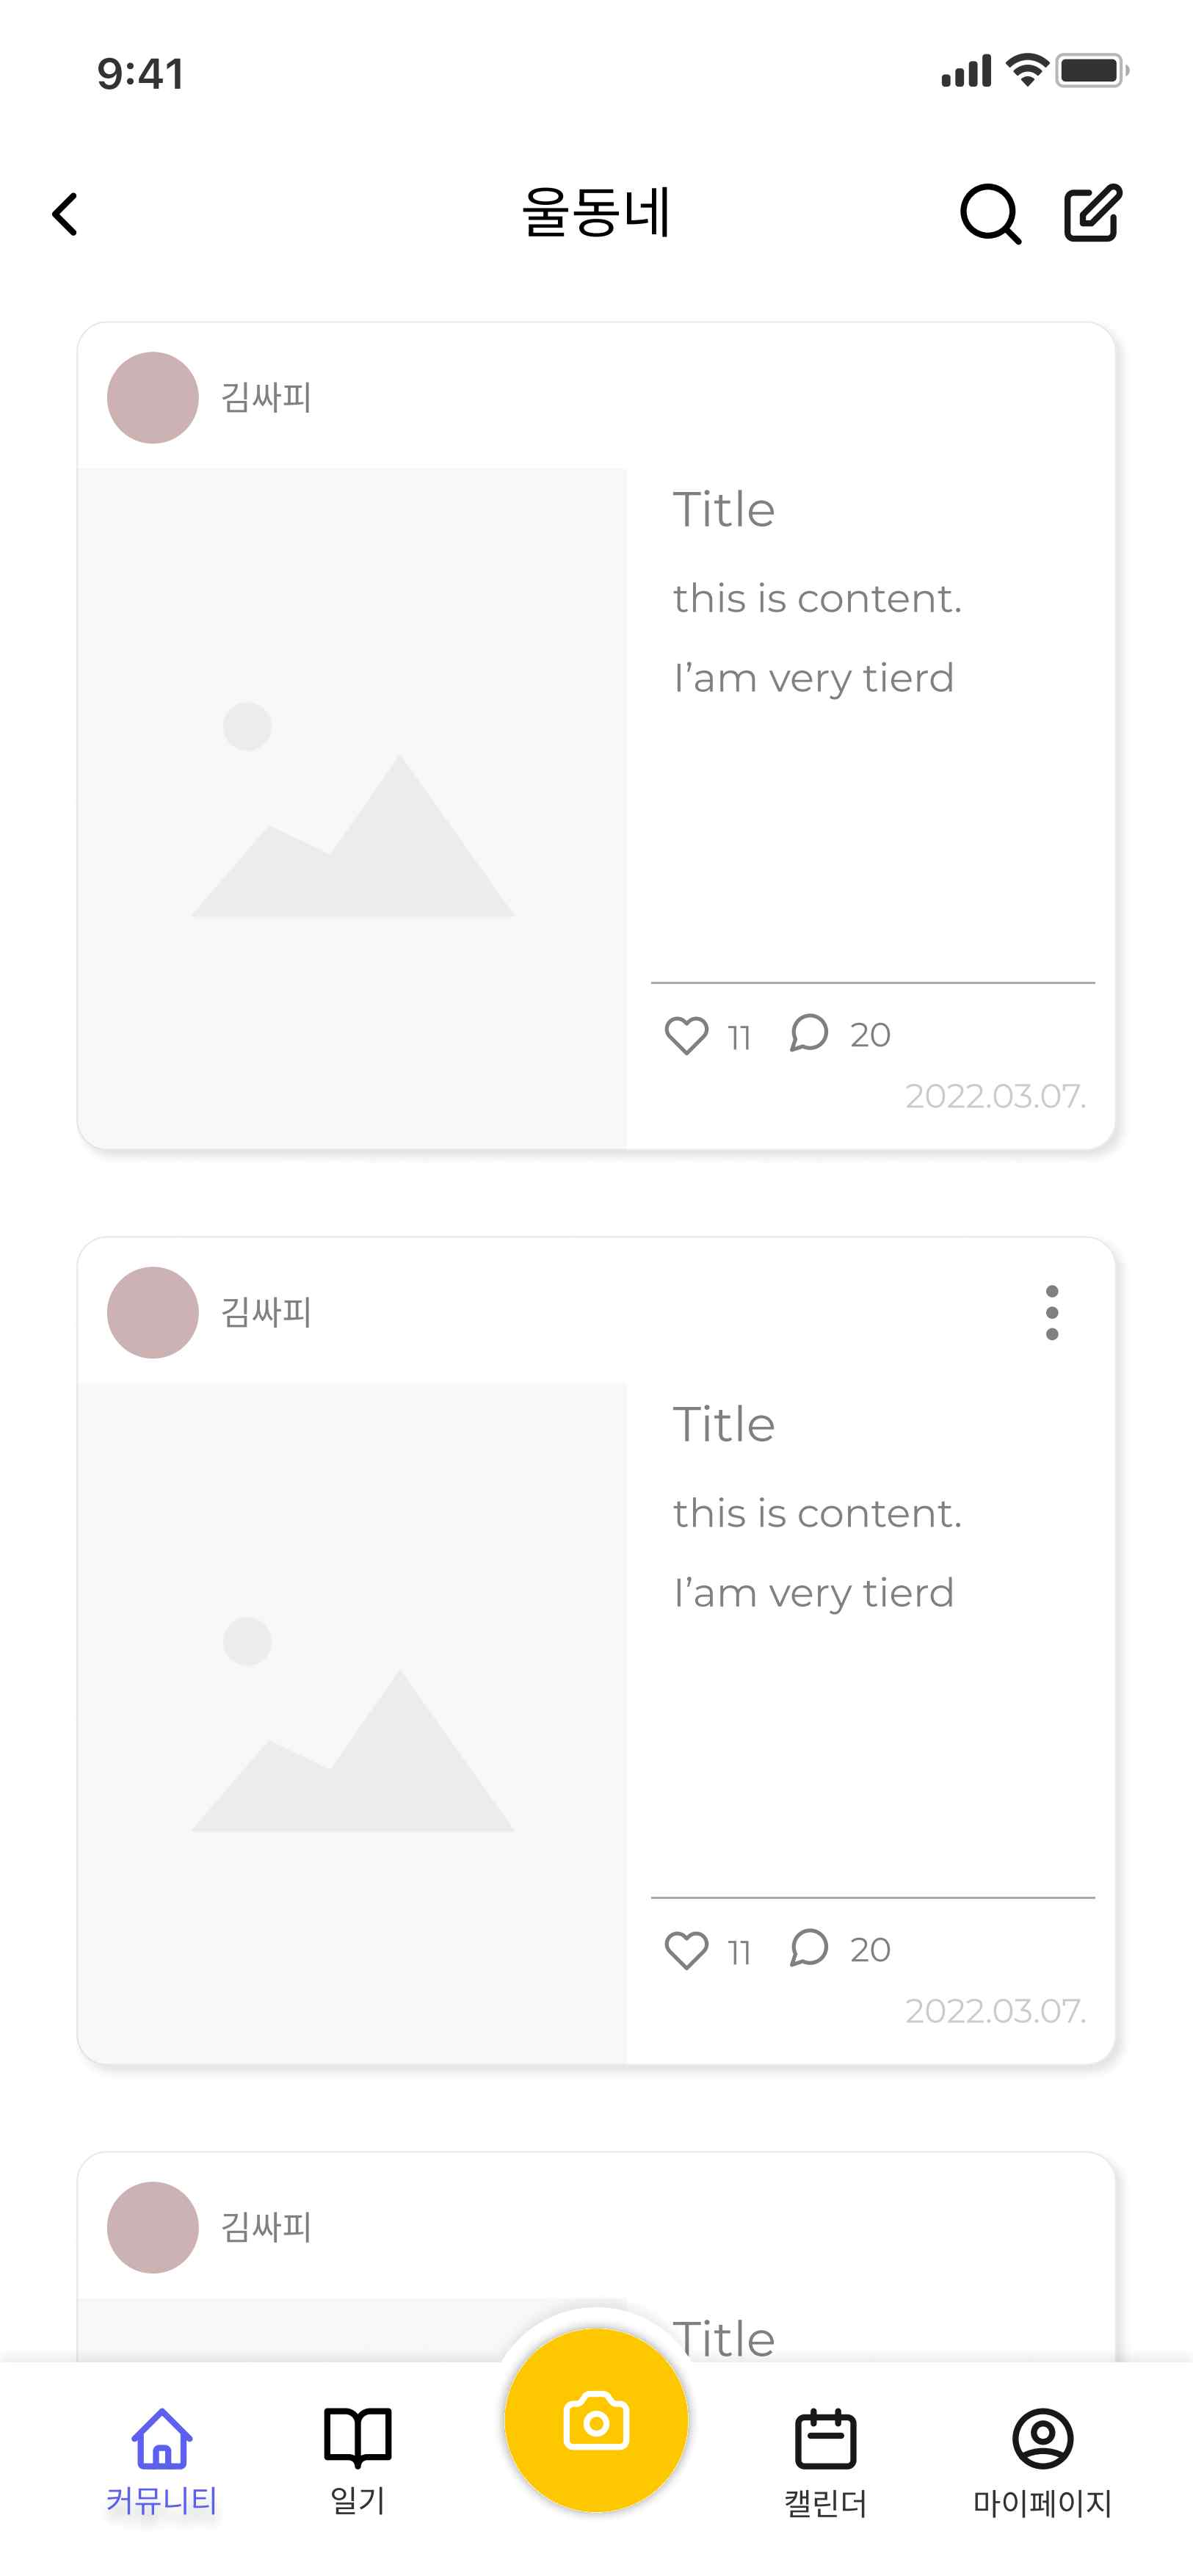 9:41
울동네
김싸피
Title
this is content.
I’am very tierd
11 20
2022.03.07.
김싸피
Title
this is content.
I’am very tierd
11 20
2022.03.07.
김싸피
Title
커뮤니티 일기 캘린더 마이페이지